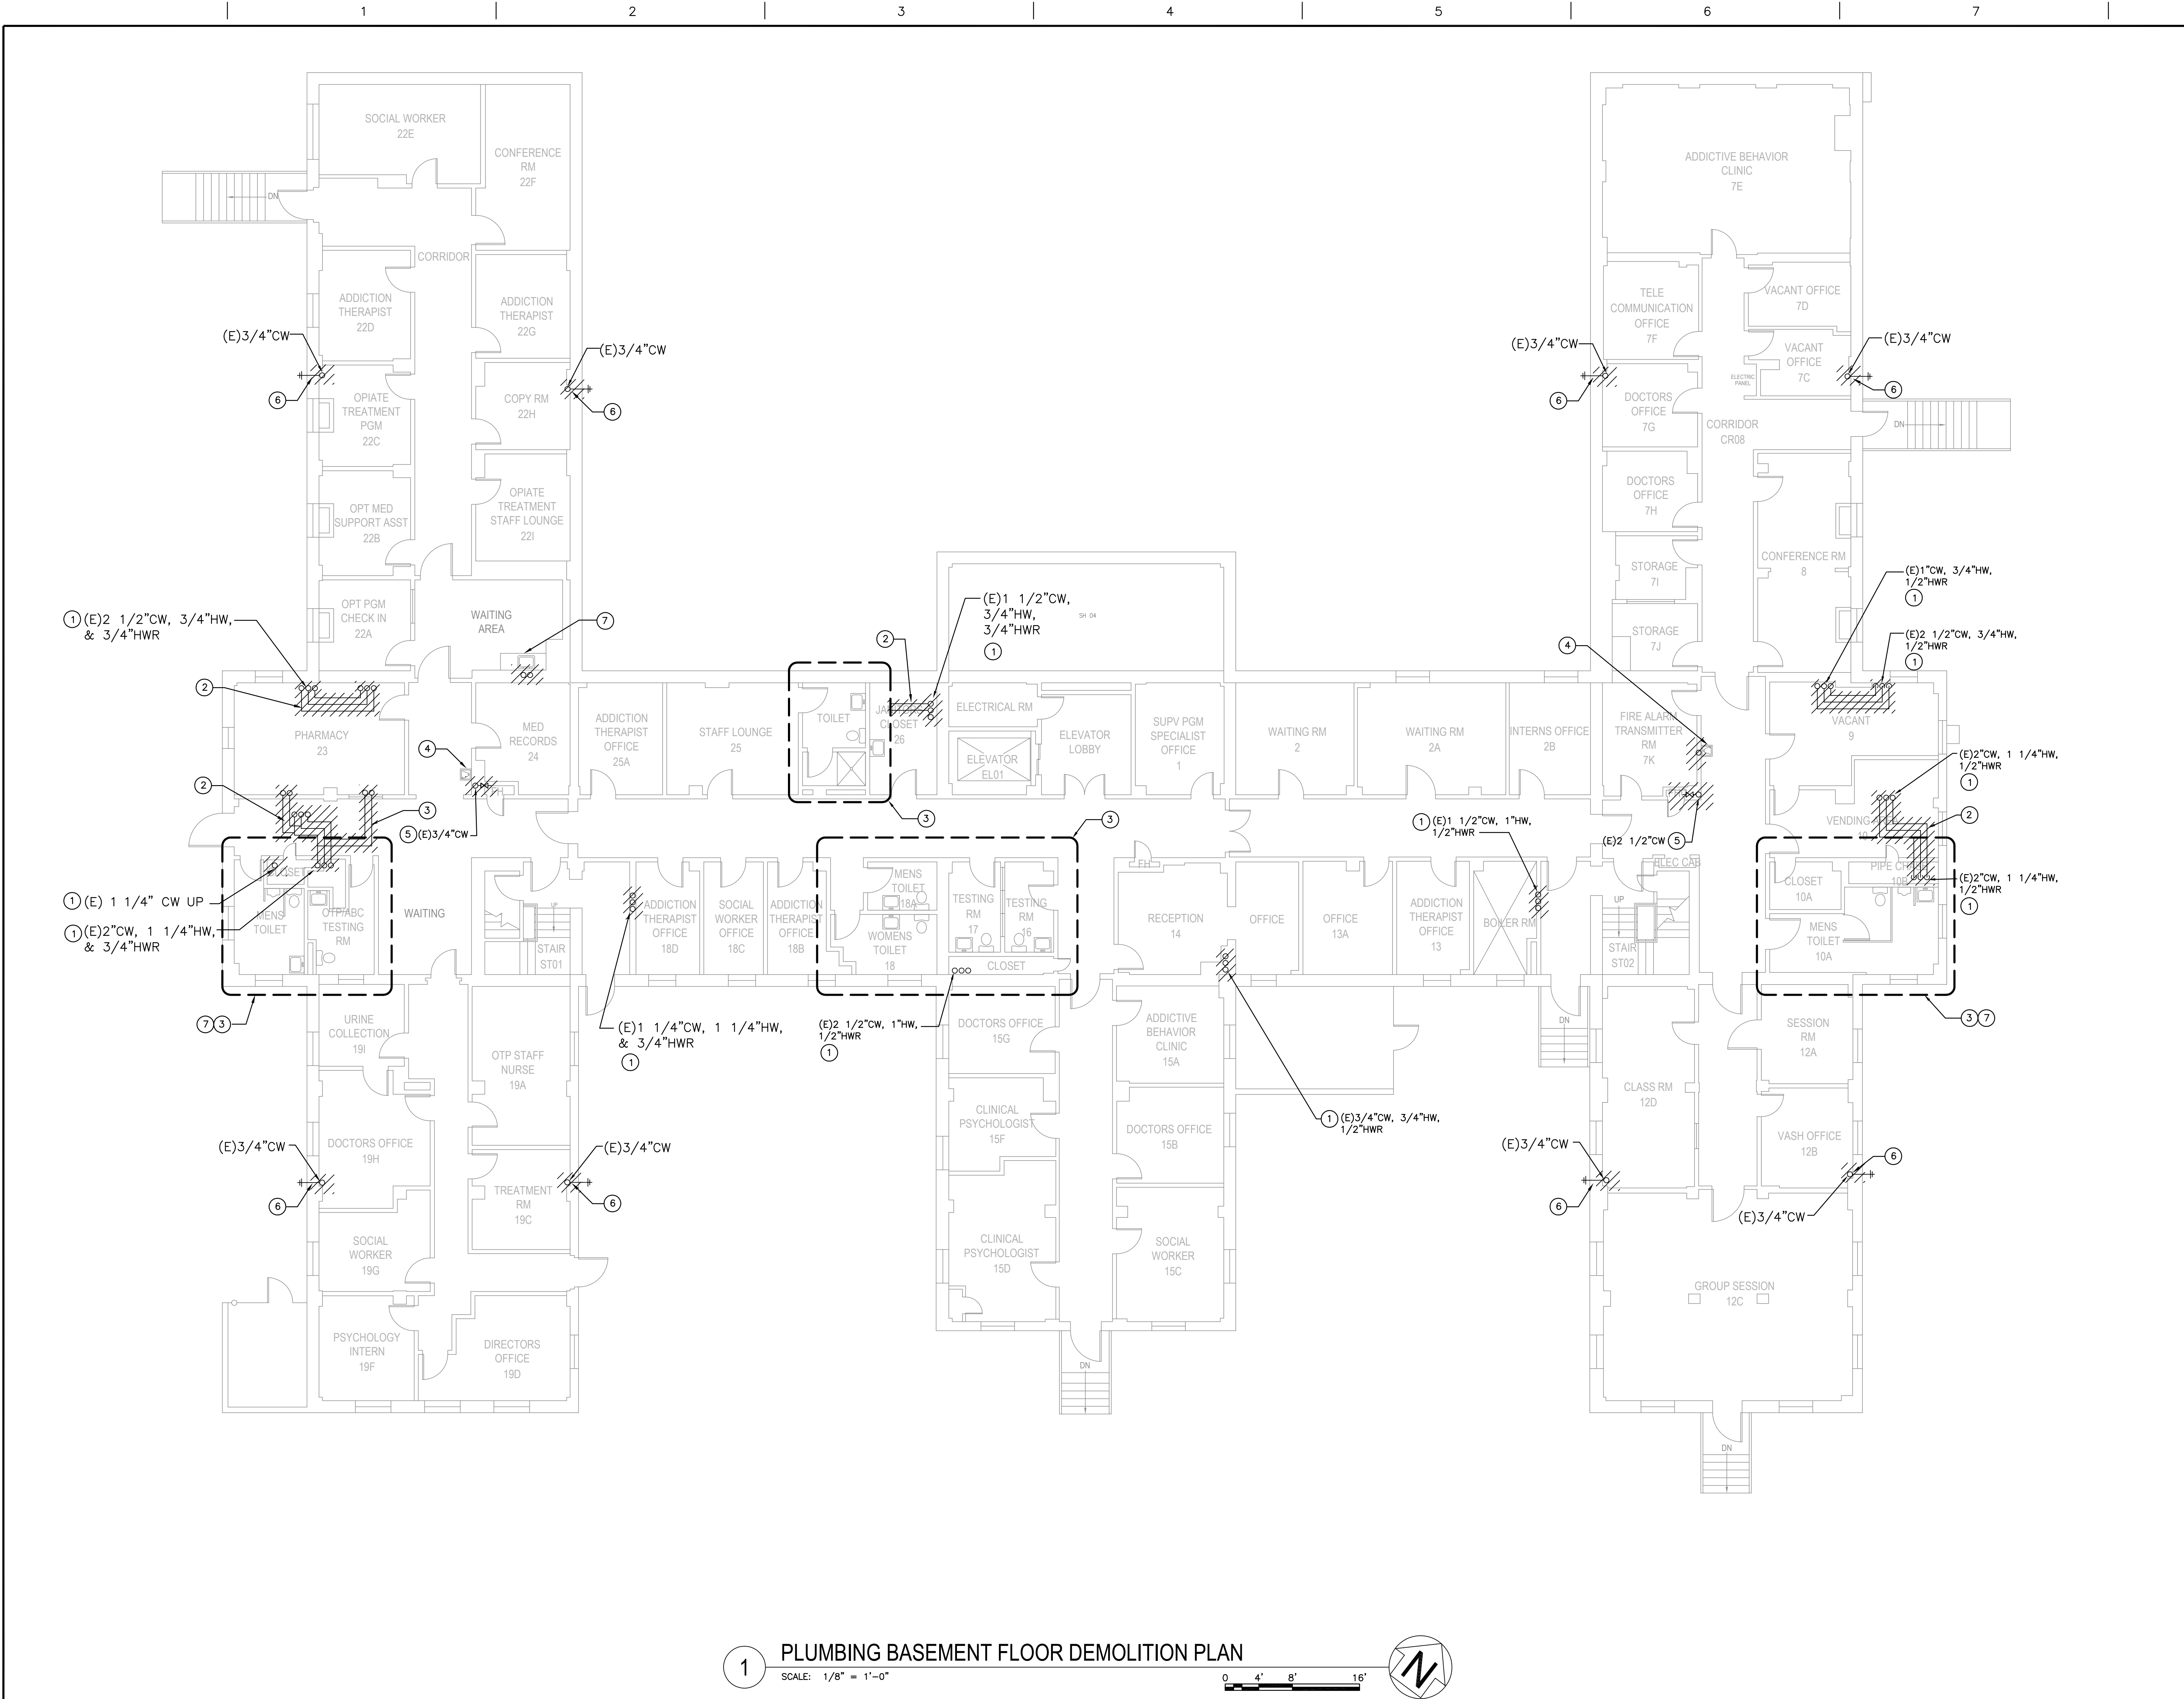 1 2 3 4 5 6 7
SOCIAL WORKER
22E
CONFERENCE
RM
22F
DN
CORRIDOR
ADDICTION
THERAPIST
22D
ADDICTION
THERAPIST
22G
(E)3/4"CW
6
(E)3/4"CW
6
OPIATE
TREATMENT
PGM
22C
COPY RM
22H
OPT MED
SUPPORT ASST
22B
OPIATE
TREATMENT
STAFF LOUNGE
22I
OPT PGM
CHECK IN
22A
WAITING
AREA
7
1 (E)2 1/2"CW, 3/4"HW,
& 3/4"HWR
2
PHARMACY
23
MED
RECORDS
24
4
2
3
5 (E)3/4"CW
ADDICTION
THERAPIST
OFFICE
25A
STAFF LOUNGE
25
TOILET
CLOSET
26
2
(E)1 1/2"CW,
3/4"HW,
3/4"HWR
1
SH 04
3
ELECTRICAL RM
ELEVATOR
EL01
ELEVATOR
LOBBY
SUPV PGM
SPECIALIST
OFFICE
1
WAITING RM
2
WAITING RM
2A
INTERNS OFFICE
2B
FIRE ALARM
TRANSMITTER
RM
7K
4
(E)2 1/2"CW 5
ADDICTIVE BEHAVIOR
CLINIC
7E
TELE
COMMUNICATION
OFFICE
7F
VACANT OFFICE
7D
VACANT
OFFICE
7C
ELECTRIC
PANEL
(E)3/4"CW
6
(E)3/4"CW
6
DOCTORS
OFFICE
7G
CORRIDOR
CR08
DN
DOCTORS
OFFICE
7H
STORAGE
7I
STORAGE
7J
CONFERENCE RM
8
(E)1"CW, 3/4"HW,
1/2"HWR
1
(E)2 1/2"CW, 3/4"HW,
1/2"HWR
1
VACANT
9
(E)2"CW, 1 1/4"HW,
1/2"HWR
1
VENDING
2
PIPE
10B
(E)2"CW, 1 1/4"HW,
1/2"HWR
1
CLOSET
10A
MENS
TOILET
10A
3 7
1 (E) 1 1/4" CW UP
1 (E)2"CW, 1 1/4"HW,
& 3/4"HWR
MENS
TOILET
OTP/ABC
TESTING
RM
WAITING
7 3
UP
STAIR
ST01
ADDICTION
THERAPIST
OFFICE
18D
SOCIAL
WORKER
OFFICE
18C
ADDICTION
THERAPIST
OFFICE
18B
(E)1 1/4"CW, 1 1/4"HW,
& 3/4"HWR
1
MENS
TOILET
18A
WOMENS
TOILET
18
TESTING
RM
17
TESTING
RM
16
CLOSET
3
(E)2 1/2"CW, 1"HW,
1/2"HWR
1
RECEPTION
14
OFFICE
OFFICE
13A
ADDICTION
THERAPIST
OFFICE
13
BOILER RM
1 (E)1 1/2"CW, 1"HW,
1/2"HWR
ELEC CAB
UP
STAIR
ST02
DN
1 (E)3/4"CW, 3/4"HW,
1/2"HWR
URINE
COLLECTION
19I
OTP STAFF
NURSE
19A
DOCTORS OFFICE
19H
(E)3/4"CW
6
(E)3/4"CW
6
TREATMENT
RM
19C
SOCIAL
WORKER
19G
PSYCHOLOGY
INTERN
19F
DIRECTORS
OFFICE
19D
DOCTORS OFFICE
15G
ADDICTIVE
BEHAVIOR
CLINIC
15A
CLINICAL
PSYCHOLOGIST
15F
DOCTORS OFFICE
15B
CLINICAL
PSYCHOLOGIST
15D
SOCIAL
WORKER
15C
DN
CLASS RM
12D
SESSION
RM
12A
VASH OFFICE
12B
(E)3/4"CW
6
6
(E)3/4"CW
GROUP SESSION
12C
DN
1
PLUMBING BASEMENT FLOOR DEMOLITION PLAN
SCALE: 1/8" = 1'-0"
0 4' 8' 16'
N